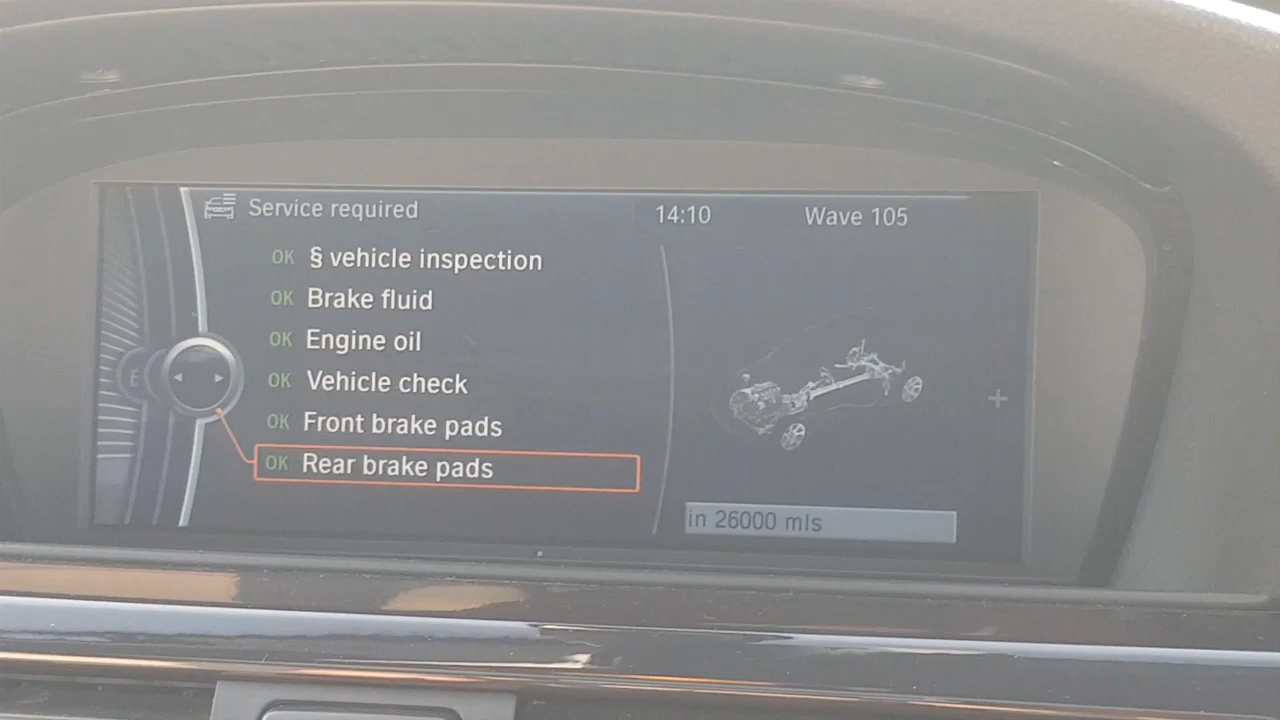 Service required
14:10
Wave 105
OK § vehicle inspection
OK Brake fluid
OK Engine oil
OK Vehicle check
OK Front brake pads
OK Rear brake pads
in 26000 mls